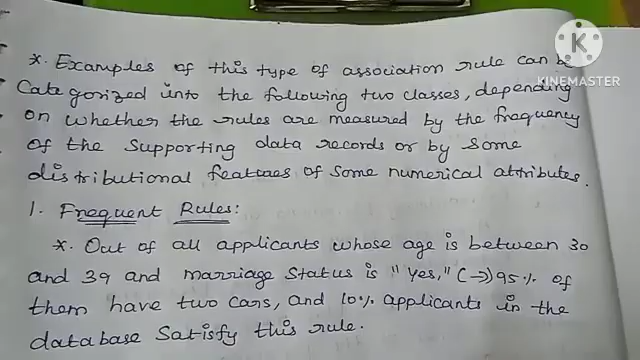 *. Examples of this type of association rule can be
Categorized into the following two classes, depending
on whether the rules are measured by the frequency
of the supporting data records or by some
distributional featraes of some numerical attributes.
1. Frequent Rules:
*. Out of all applicants whose age is between 30
and 39 and marriage status is "yes," (→) 95% of
them have two cars, and 10% applicants in the
database satisfy this rule.
K
KINEMASTER